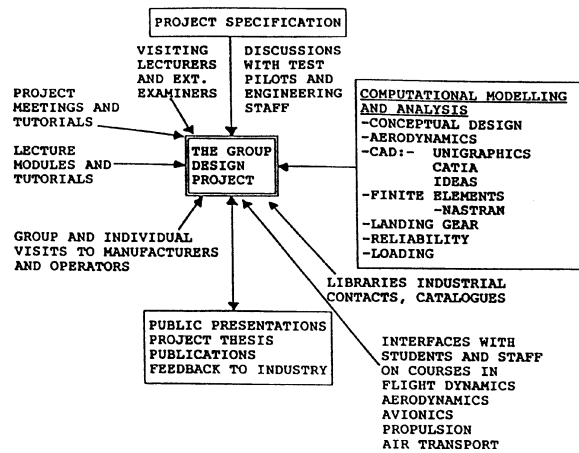 PROJECT SPECIFICATION
VISITING
LECTURERS
AND EXT.
EXAMINERS
DISCUSSIONS
WITH TEST
PILOTS AND
ENGINEERING
STAFF
PROJECT
MEETINGS AND
TUTORIALS
COMPUTATIONAL MODELLING
AND ANALYSIS
-CONCEPTUAL DESIGN
-AERODYNAMICS
-CAD:- UNIGRAPHICS
CATIA
IDEAS
-FINITE ELEMENTS
-NASTRAN
-LANDING GEAR
-RELIABILITY
-LOADING
LECTURE
MODULES AND
TUTORIALS
THE GROUP
DESIGN
PROJECT
GROUP AND INDIVIDUAL
VISITS TO MANUFACTURERS
AND OPERATORS
LIBRARIES INDUSTRIAL
CONTACTS, CATALOGUES
PUBLIC PRESENTATIONS
PROJECT THESIS
PUBLICATIONS
FEEDBACK TO INDUSTRY
INTERFACES WITH
STUDENTS AND STAFF
ON COURSES IN
FLIGHT DYNAMICS
AERODYNAMICS
AVIONICS
PROPULSION
AIR TRANSPORT